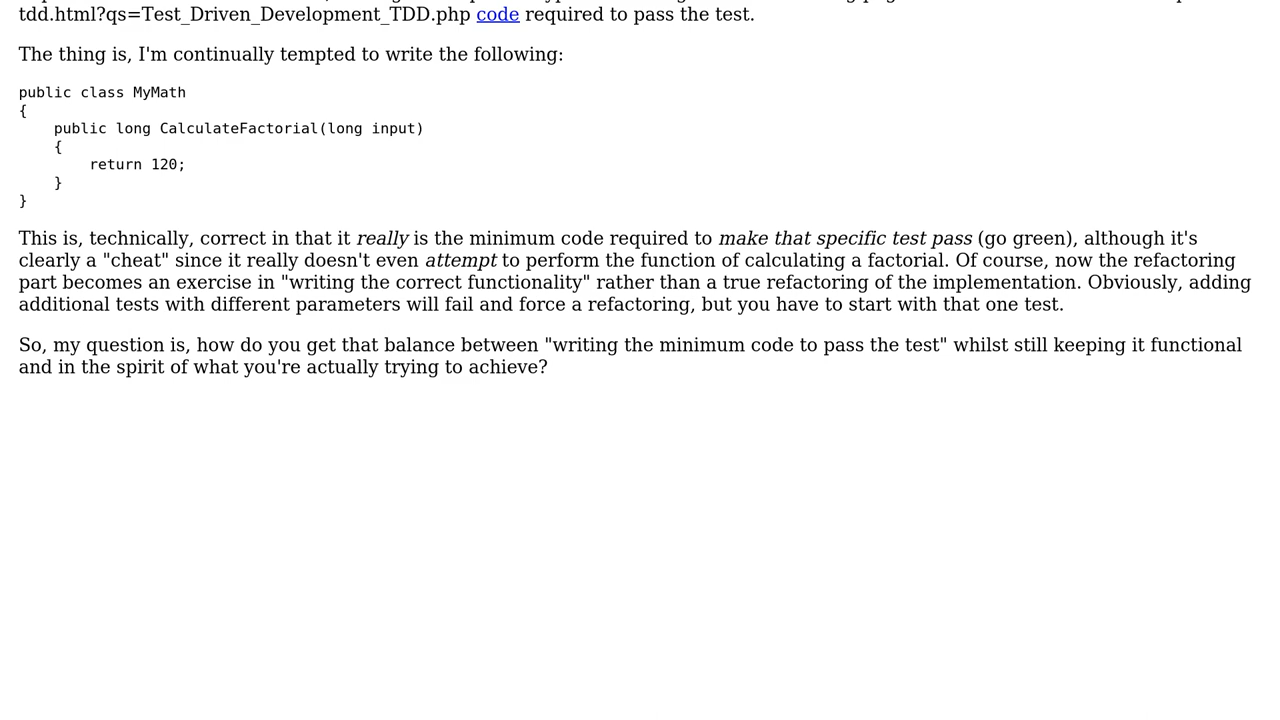 tdd.html?qs=Test_Driven_Development_TDD.php code required to pass the test.
The thing is, I'm continually tempted to write the following:
public class MyMath
{
    public long CalculateFactorial(long input)
    {
        return 120;
    }
}
This is, technically, correct in that it really is the minimum code required to make that specific test pass (go green), although it's
clearly a "cheat" since it really doesn't even attempt to perform the function of calculating a factorial. Of course, now the refactoring
part becomes an exercise in "writing the correct functionality" rather than a true refactoring of the implementation. Obviously, adding
additional tests with different parameters will fail and force a refactoring, but you have to start with that one test.
So, my question is, how do you get that balance between "writing the minimum code to pass the test" whilst still keeping it functional
and in the spirit of what you're actually trying to achieve?